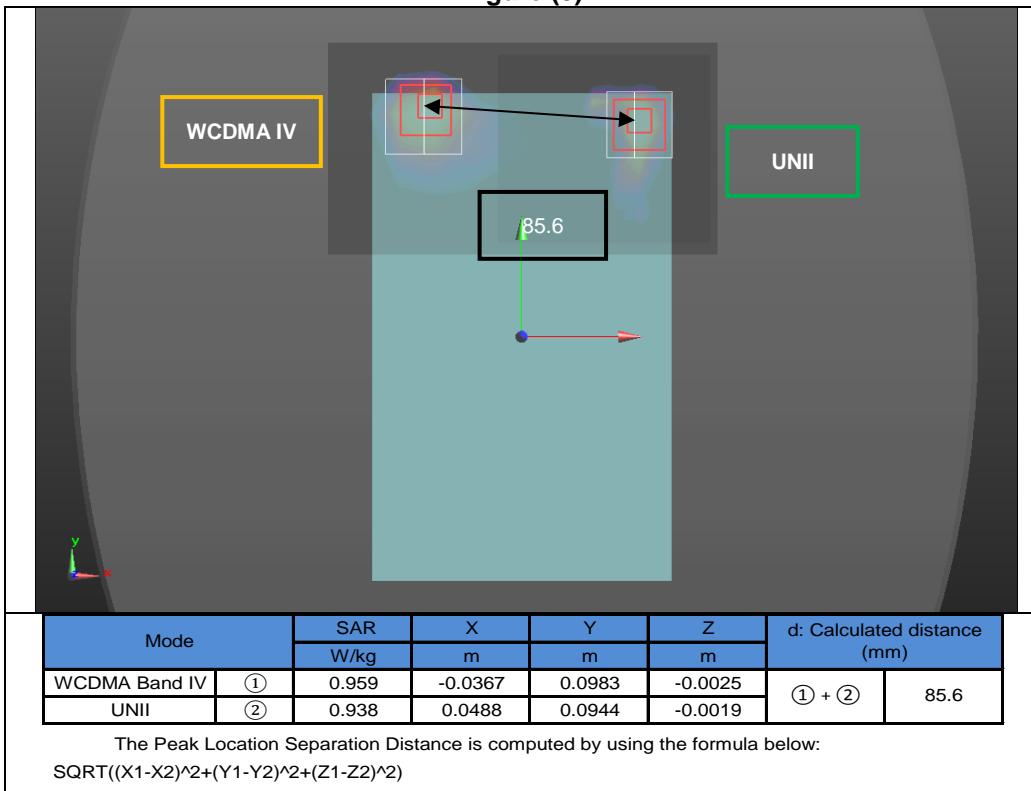 WCDMA IV
UNII
85.6
y
x
Mode SAR X Y Z d: Calculated distance (mm)
W/kg m m m
WCDMA Band IV ① 0.959 -0.0367 0.0983 -0.0025 ① + ② 85.6
UNII ② 0.938 0.0488 0.0944 -0.0019
The Peak Location Separation Distance is computed by using the formula below:
SQRT((X1-X2)^2+(Y1-Y2)^2+(Z1-Z2)^2)